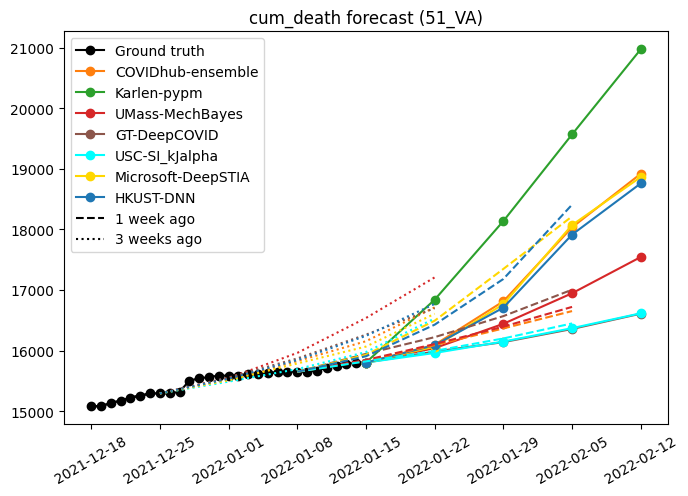 cum_death forecast (51_VA)
21000
20000
19000
18000
17000
16000
15000
Ground truth
COVIDhub-ensemble
Karlen-pypm
UMass-MechBayes
GT-DeepCOVID
USC-SI_kJalpha
Microsoft-DeepSTIA
HKUST-DNN
1 week ago
3 weeks ago
2021-12-18
2021-12-25
2022-01-01
2022-01-08
2022-01-15
2022-01-22
2022-01-29
2022-02-05
2022-02-12